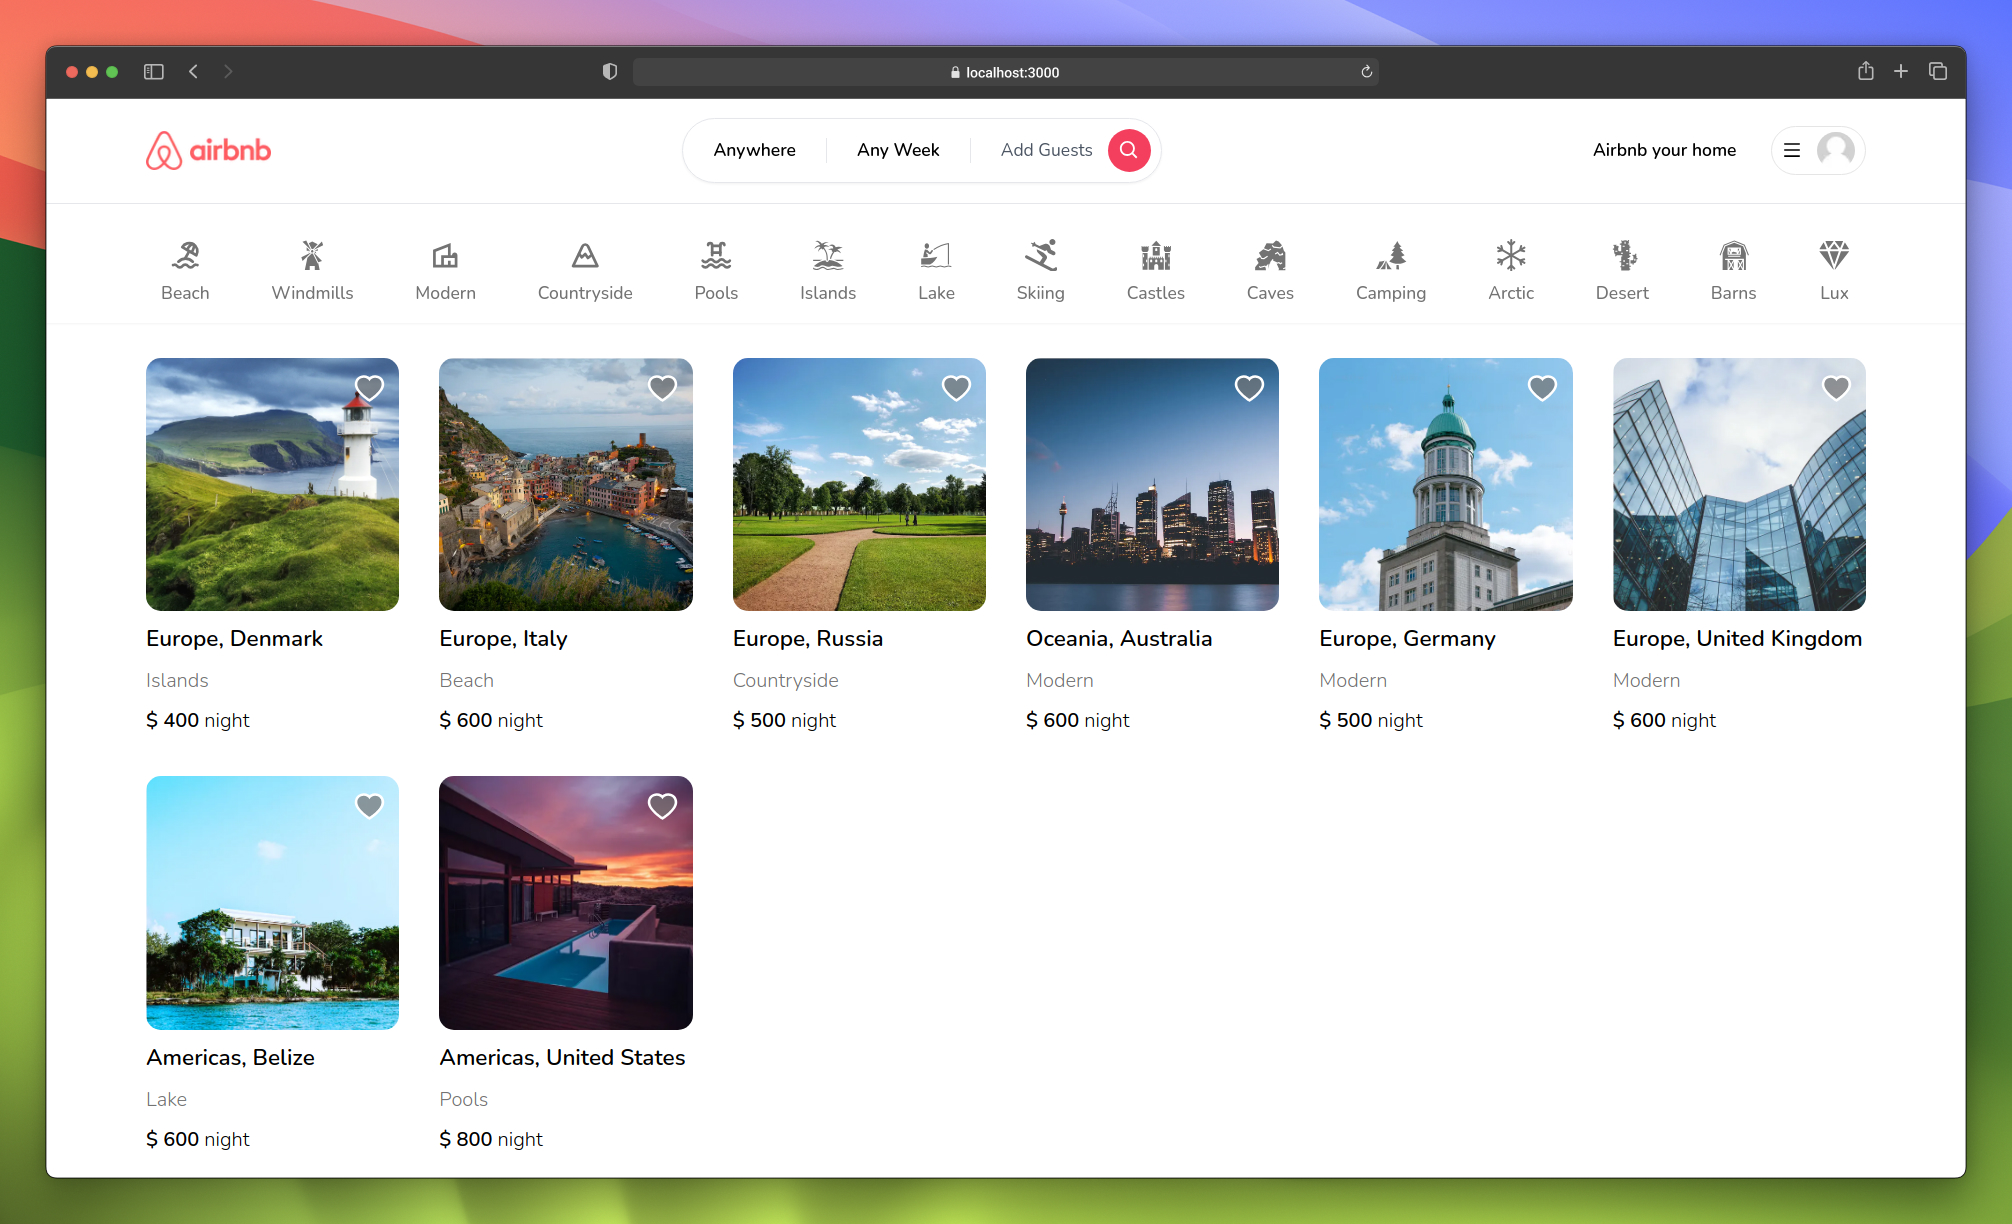 localhost:3000
airbnb
Anywhere
Any Week
Add Guests
Airbnb your home
Beach
Windmills
Modern
Countryside
Pools
Islands
Lake
Skiing
Castles
Caves
Camping
Arctic
Desert
Barns
Lux
Europe, Denmark
Islands
$ 400 night
Europe, Italy
Beach
$ 600 night
Europe, Russia
Countryside
$ 500 night
Oceania, Australia
Modern
$ 600 night
Europe, Germany
Modern
$ 500 night
Europe, United Kingdom
Modern
$ 600 night
Americas, Belize
Lake
$ 600 night
Americas, United States
Pools
$ 800 night